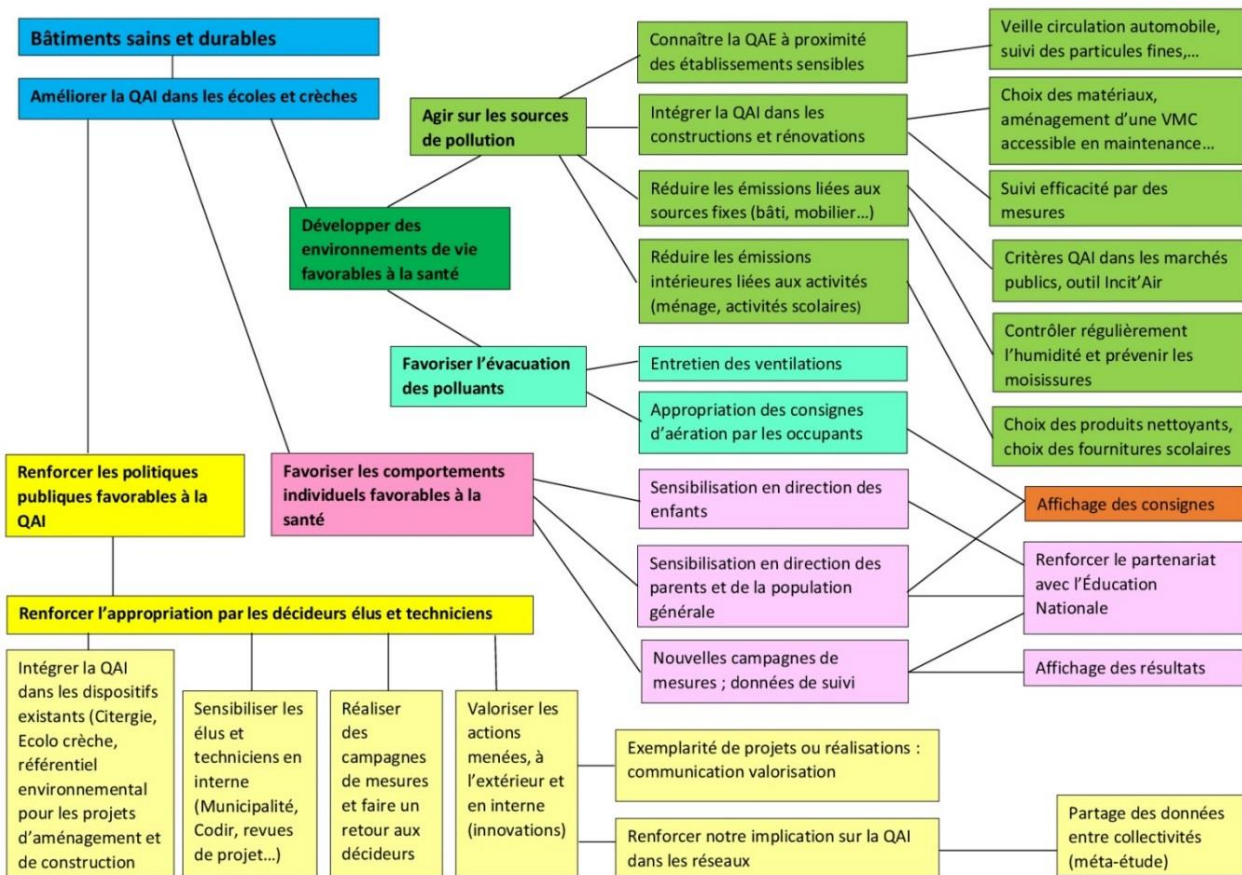 Bâtiments sains et durables
Améliorer la QAI dans les écoles et crèches
Agir sur les sources
de pollution
Connaître la QAE à proximité
des établissements sensibles
Veille circulation automobile,
suivi des particules fines,...
Intégrer la QAI dans les
constructions et rénovations
Choix des matériaux,
aménagement d’une VMC
accessible en maintenance…
Suivi efficacité par des
mesures
Réduire les émissions liées aux
sources fixes (bâti, mobilier…)
Critères QAI dans les marchés
publics, outil Incit’Air
Contrôler régulièrement
l’humidité et prévenir les
moisissures
Réduire les émissions
intérieures liées aux activités
(ménage, activités scolaires)
Choix des produits nettoyants,
choix des fournitures scolaires
Développer des
environnements de vie
favorables à la santé
Favoriser l’évacuation
des polluants
Entretien des ventilations
Appropriation des consignes
d’aération par les occupants
Affichage des consignes
Renforcer les politiques
publiques favorables à la
QAI
Favoriser les comportements
individuels favorables à la
santé
Sensibilisation en direction des
enfants
Sensibilisation en direction des
parents et de la population
générale
Renforcer le partenariat
avec l’Éducation
Nationale
Nouvelles campagnes de
mesures ; données de suivi
Affichage des résultats
Renforcer l’appropriation par les décideurs élus et techniciens
Intégrer la QAI
dans les dispositifs
existants (Citergie,
Ecolo crèche,
référentiel
environnemental
pour les projets
d’aménagement et
de construction
Sensibiliser les
élus et
techniciens en
interne
(Municipalité,
Codir, revues
de projet…)
Réaliser
des
campagnes
de mesures
et faire un
retour aux
décideurs
Valoriser les
actions
menées, à
l’extérieur et
en interne
(innovations)
Exemplarité de projets ou réalisations :
communication valorisation
Renforcer notre implication sur la QAI
dans les réseaux
Partage des données
entre collectivités
(méta-étude)